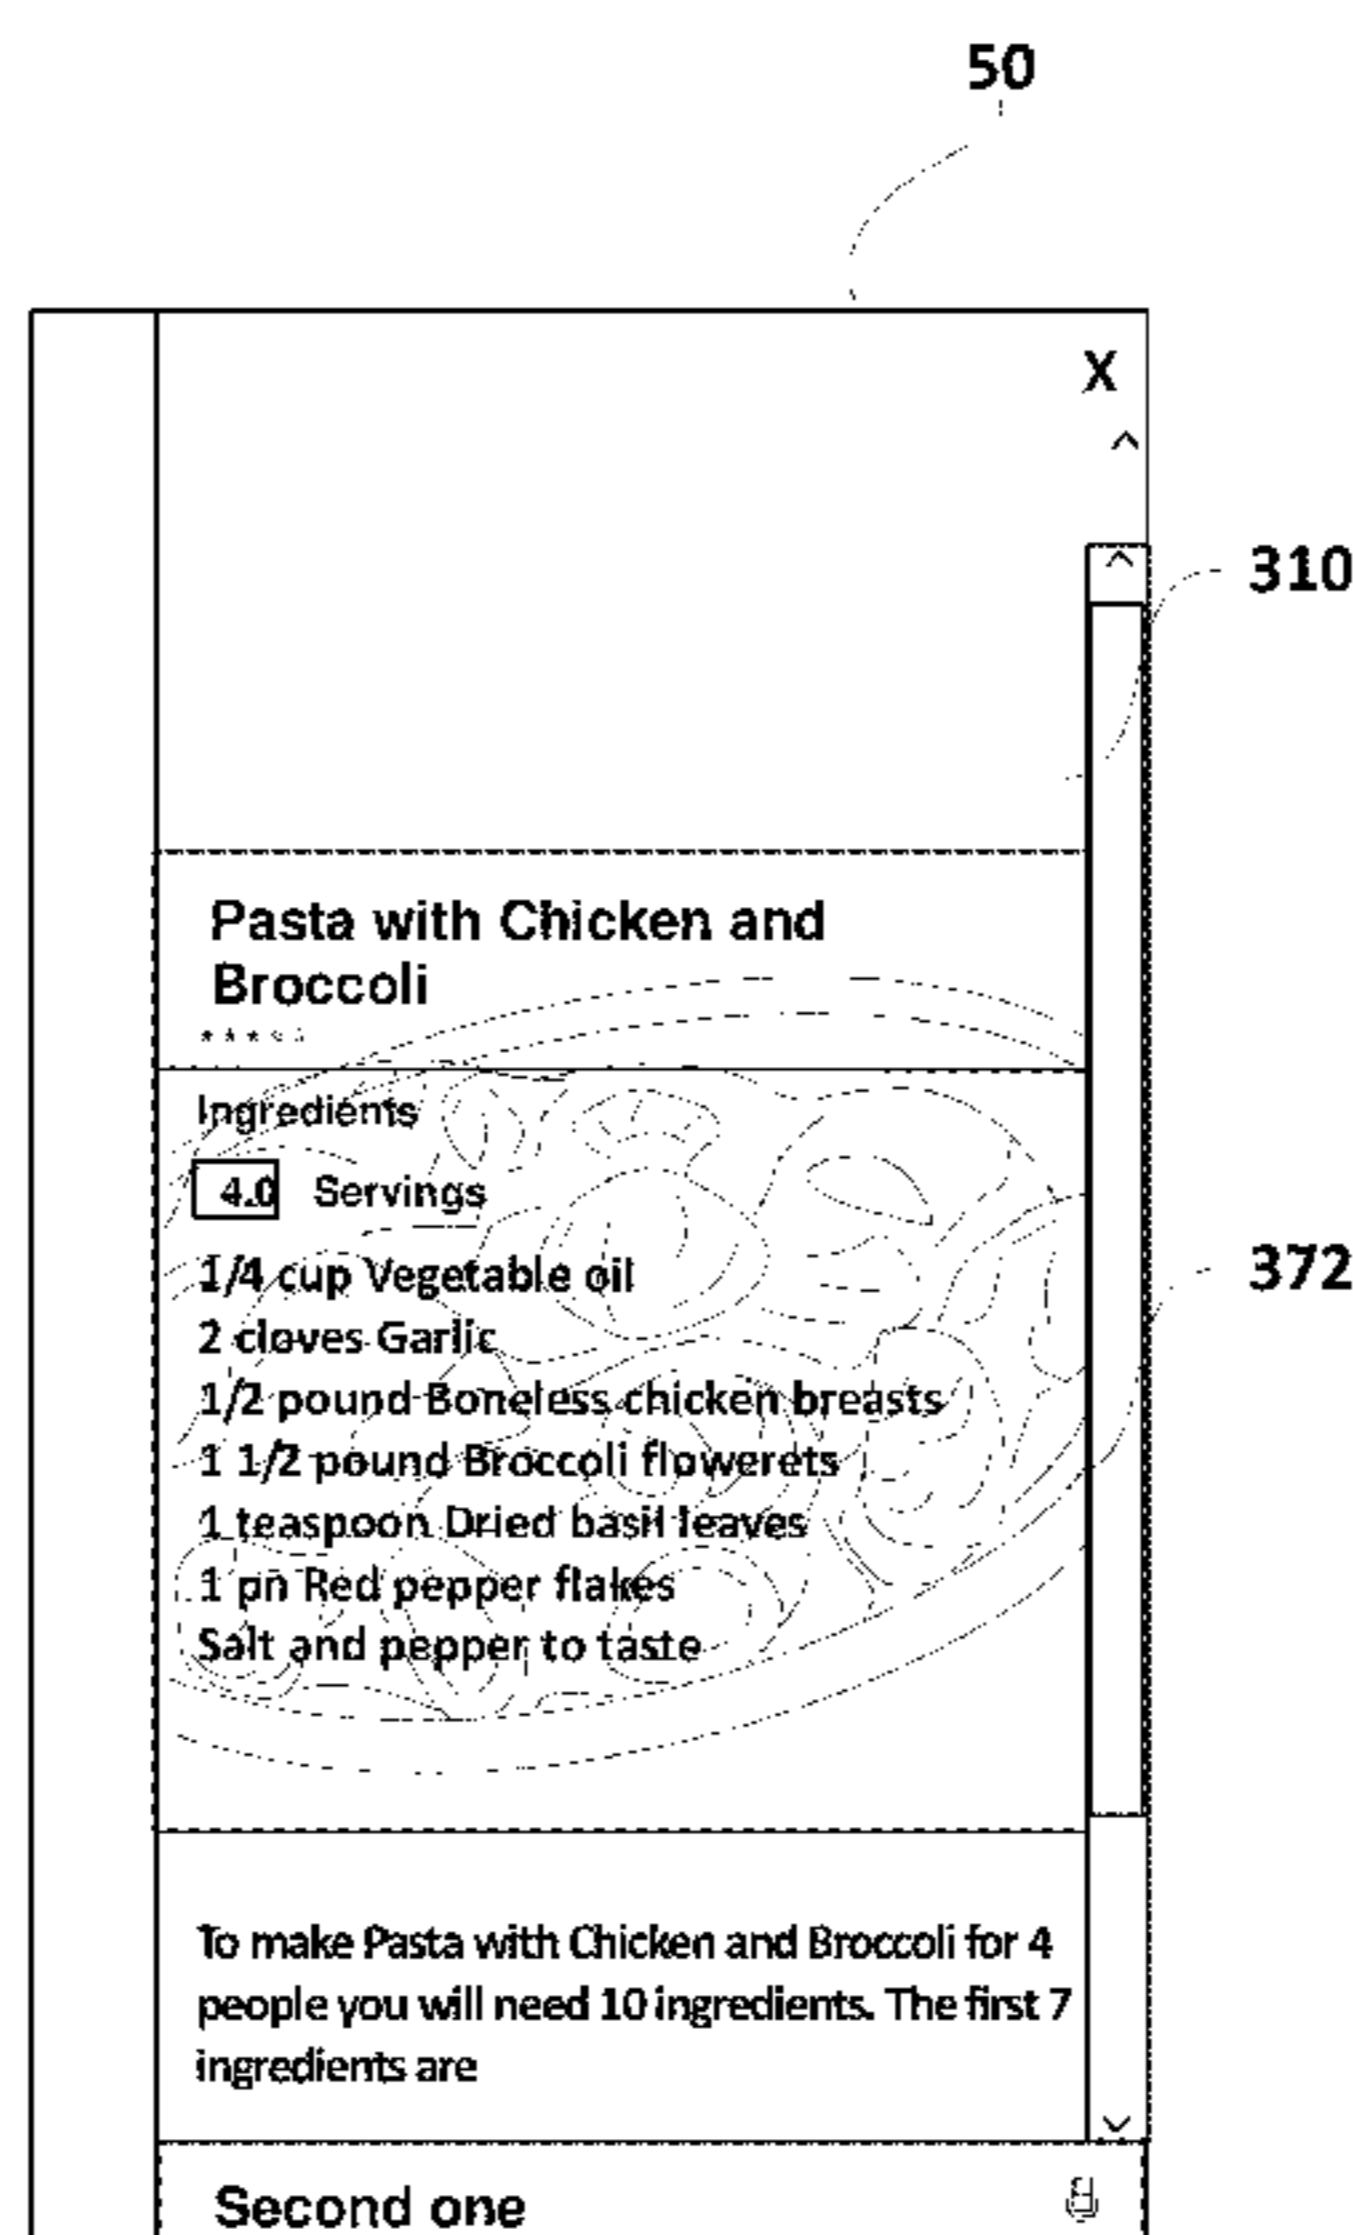 50
X
310
Pasta with Chicken and
Broccoli
Ingredients
4.0 Servings
1/4 cup Vegetable oil
2 cloves Garlic
372
1/2 pound Boneless chicken breasts
1 1/2 pound Broccoli flowerets
1 teaspoon Dried basil leaves
1 pn Red pepper flakes
Salt and pepper to taste
To make Pasta with Chicken and Broccoli for 4
people you will need 10 ingredients. The first 7
ingredients are
Second one